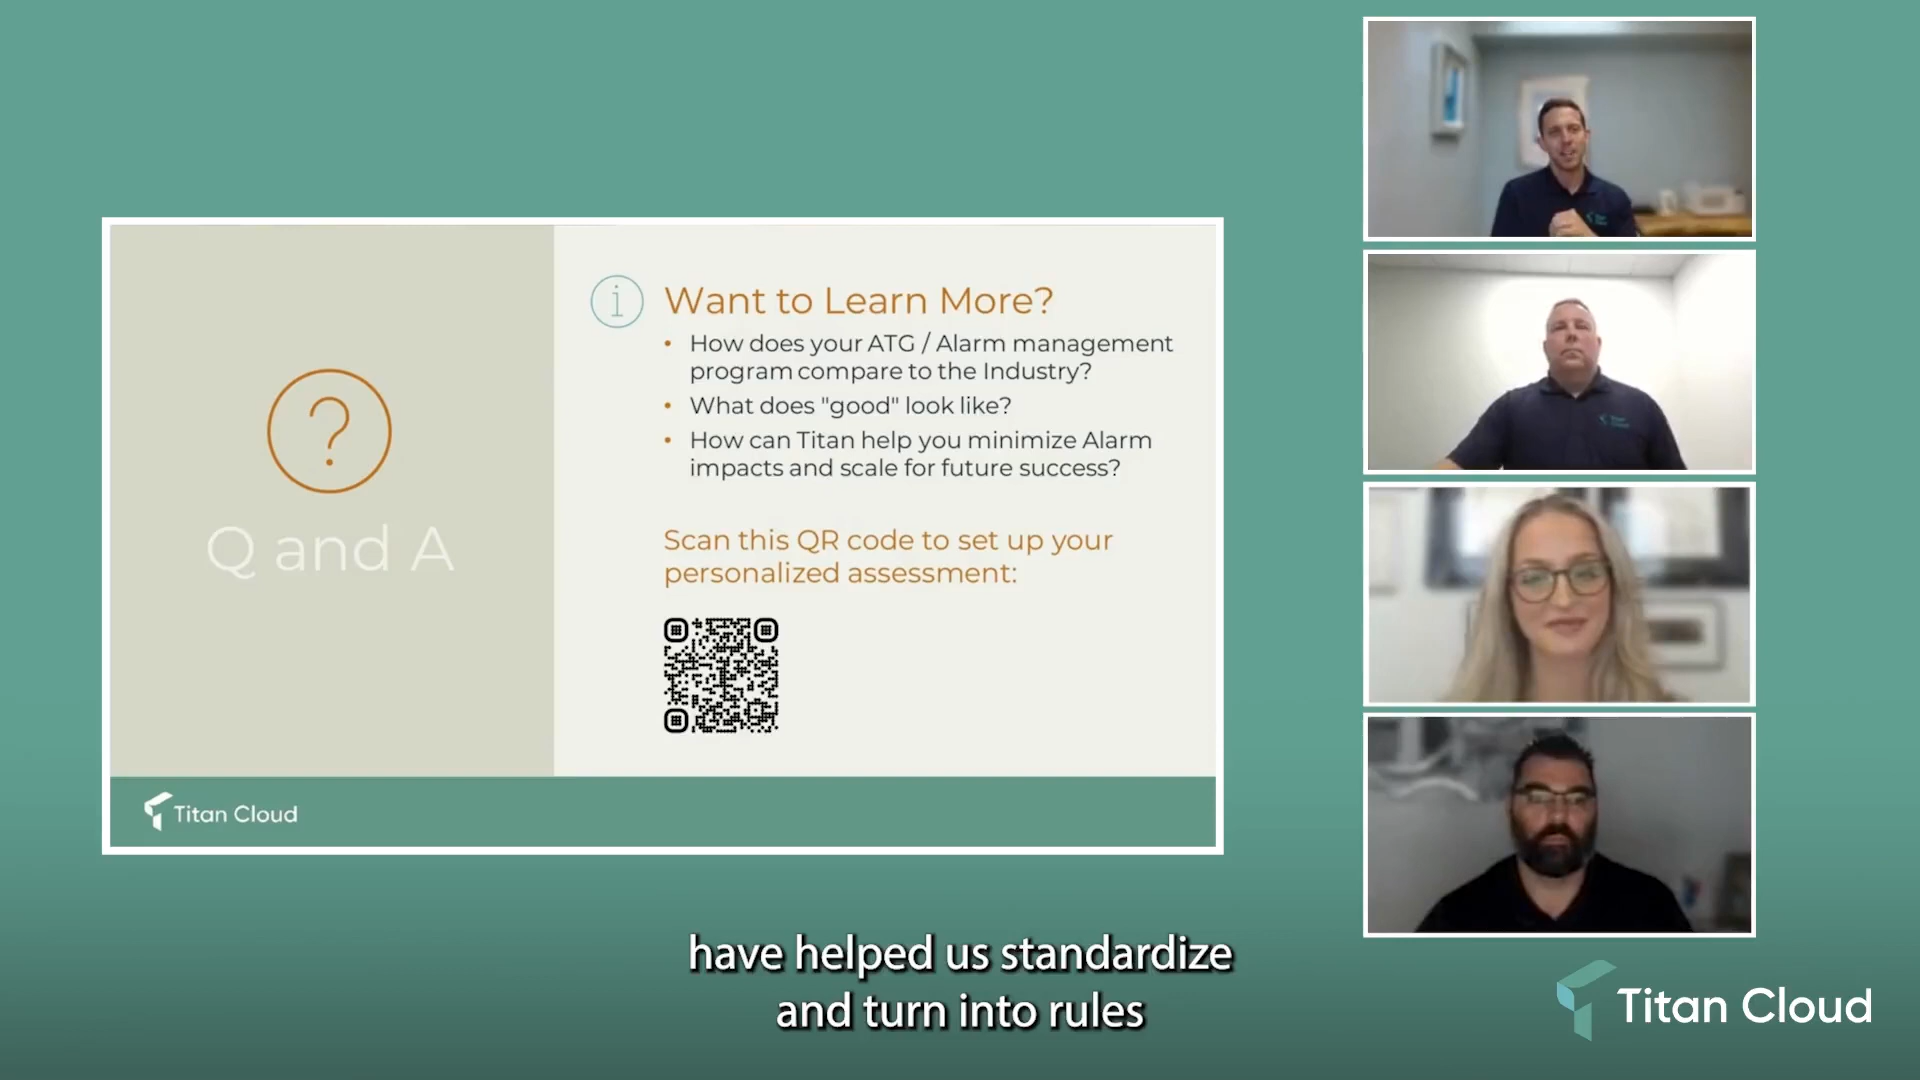 Want to Learn More?
• How does your ATG / Alarm management
program compare to the Industry?
• What does "good" look like?
• How can Titan help you minimize Alarm
impacts and scale for future success?
Q and A
Scan this QR code to set up your
personalized assessment:
Titan Cloud
have helped us standardize
and turn into rules
Titan Cloud